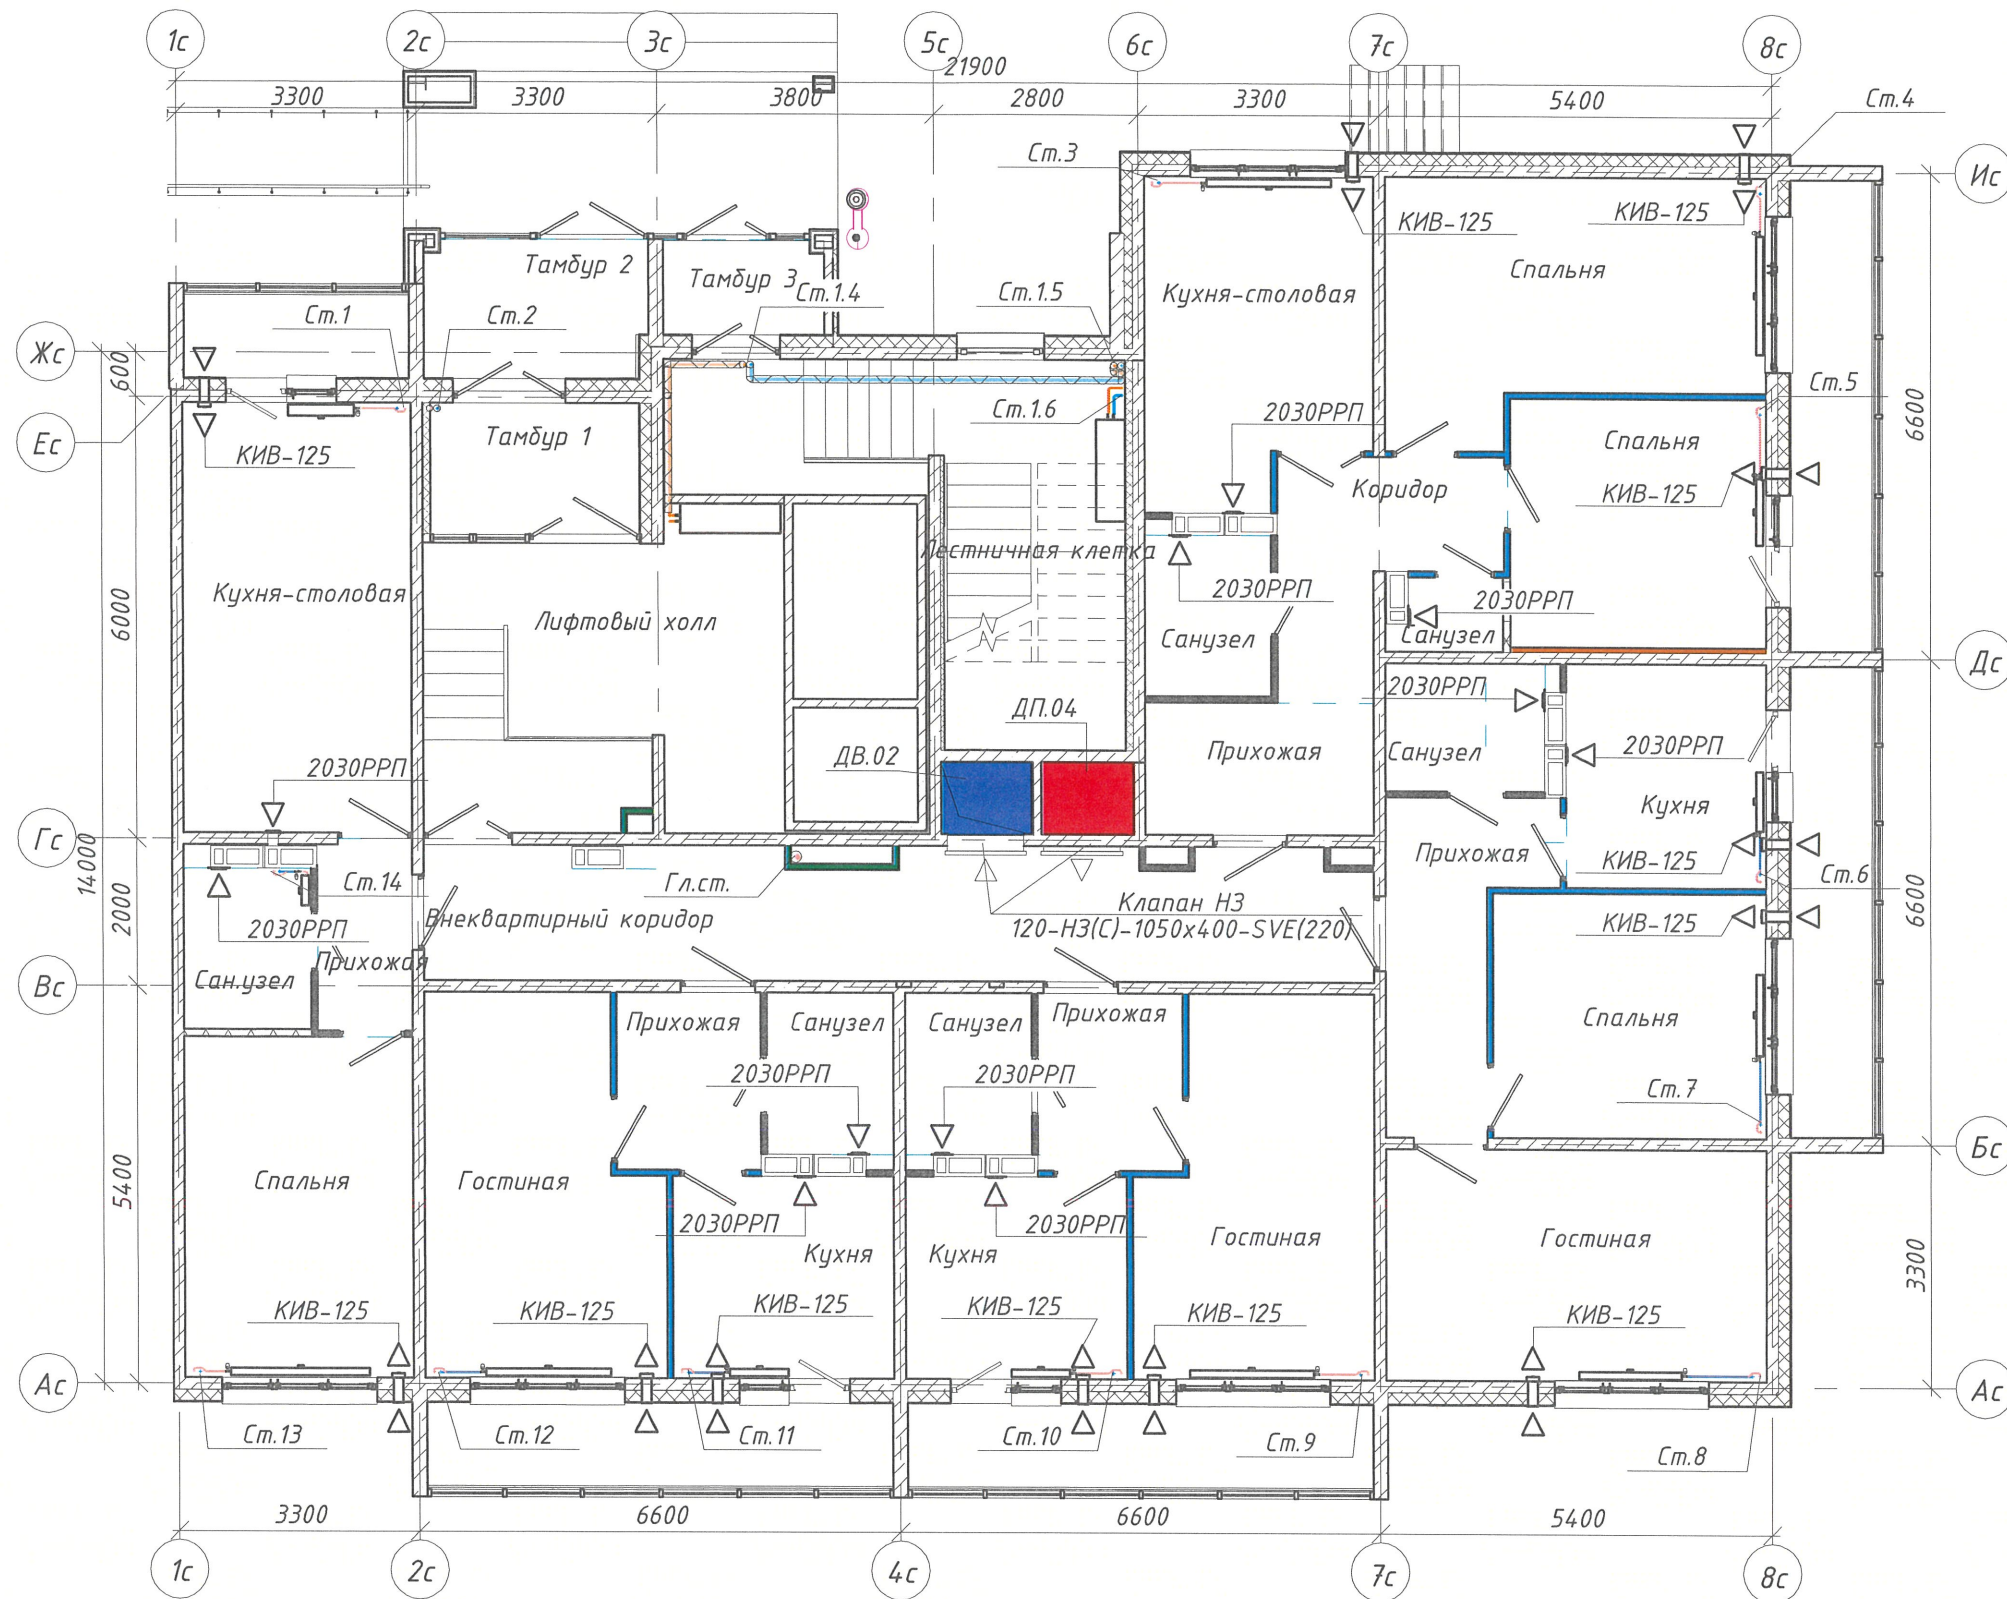 1с
2с
3с
5с
6с
7с
8с
21900
3300
3300
3800
2800
3300
5400
Ст.4
Ст.3
Ис
КИВ-125
КИВ-125
Тамбур 2
Тамбур 3
Спальня
Ст.1.4
Ст.1.5
Кухня-столовая
Ст.1
Ст.2
Жс
600
Ст.5
Ст.1.6
2030РРП
6600
Ес
КИВ-125
Тамбур 1
Спальня
Коридор
КИВ-125
Лестничная клетка
Кухня-столовая
6000
Лифтовый холл
2030РРП
2030РРП
Санузел
Санузел
Дс
2030РРП
ДП.04
ДВ.02
Прихожая
Санузел
2030РРП
2030РРП
Кухня
Гс
14000
Прихожая
КИВ-125
Ст.6
Ст.14
Гл.ст.
2000
Клапан НЗ
120-НЗ(С)-1050х400-SVE(220)
Внеквартирный коридор
2030РРП
КИВ-125
6600
Прихожая
Сан.узел
Вс
Прихожая
Санузел
Санузел
Прихожая
Спальня
2030РРП
2030РРП
Ст.7
5400
Спальня
Гостиная
2030РРП
2030РРП
Кухня
Кухня
Гостиная
Гостиная
Бс
3300
КИВ-125
КИВ-125
КИВ-125
КИВ-125
КИВ-125
КИВ-125
Ас
Ас
Ст.13
Ст.12
Ст.11
Ст.10
Ст.9
Ст.8
3300
6600
6600
5400
1с
2с
4с
7с
8с